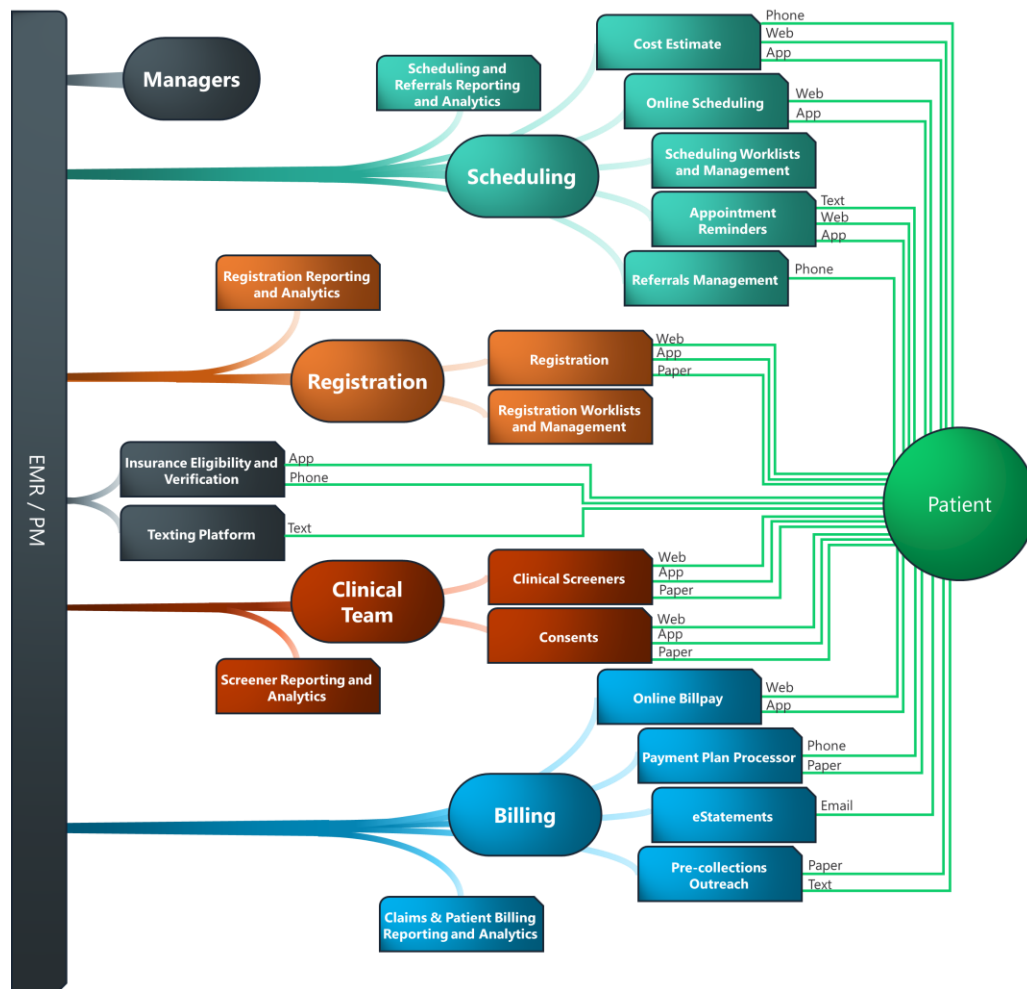 EMR / PM
Managers
Scheduling and
Referrals Reporting
and Analytics
Scheduling
Cost Estimate
Phone
Web
App
Online Scheduling
Web
App
Scheduling Worklists
and Management
Appointment
Reminders
Text
Web
App
Referrals Management
Phone
Registration Reporting
and Analytics
Registration
Registration
Web
App
Paper
Registration Worklists
and Management
Insurance Eligibility and
Verification
App
Phone
Texting Platform
Text
Patient
Clinical
Team
Clinical Screeners
Web
App
Paper
Consents
Web
App
Paper
Screener Reporting and
Analytics
Billing
Online Billpay
Web
App
Payment Plan Processor
Phone
Paper
eStatements
Email
Pre-collections
Outreach
Paper
Text
Claims & Patient Billing
Reporting and Analytics